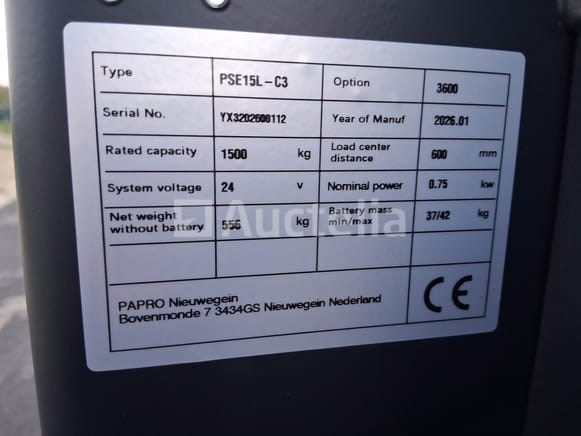 Type PSE15L-C3 Option 3600
Serial No. YX3202600112 Year of Manuf 2026.01
Rated capacity 1500 kg Load center distance 600 mm
System voltage 24 v Nominal power 0.75 kw
Net weight without battery 556 kg Battery mass min/max 37/42 kg
Auctelia
PAPRO Nieuwegein
Bovenmonde 7 3434GS Nieuwegein Nederland
CE